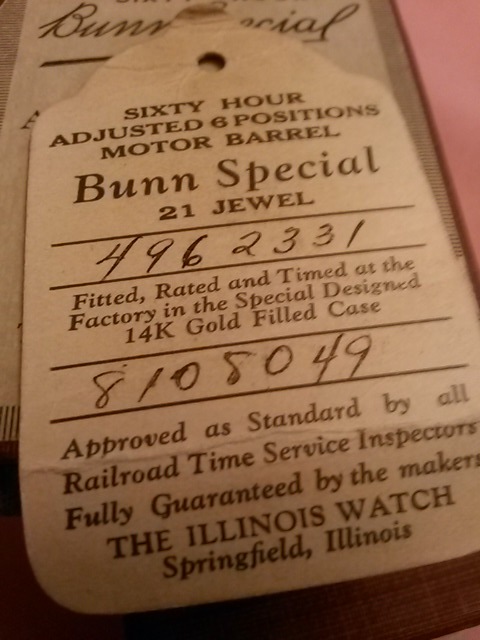 Bunn Special
SIXTY HOUR
ADJUSTED 6 POSITIONS
MOTOR BARREL
Bunn Special
21 JEWEL
4962331
Fitted, Rated and Timed at the
Factory in the Special Designed
14K Gold Filled Case
8108049
Approved as Standard by all
Railroad Time Service Inspectors
Fully Guaranteed by the makers
THE ILLINOIS WATCH
Springfield, Illinois